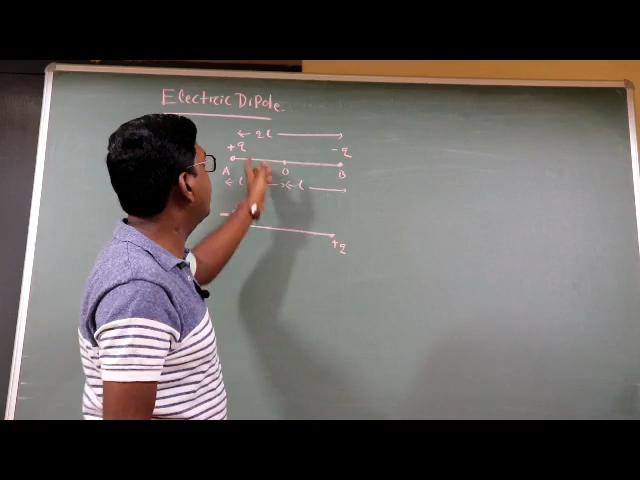 Electric Dipole.
2l
+q -q
A O B
l l
+q